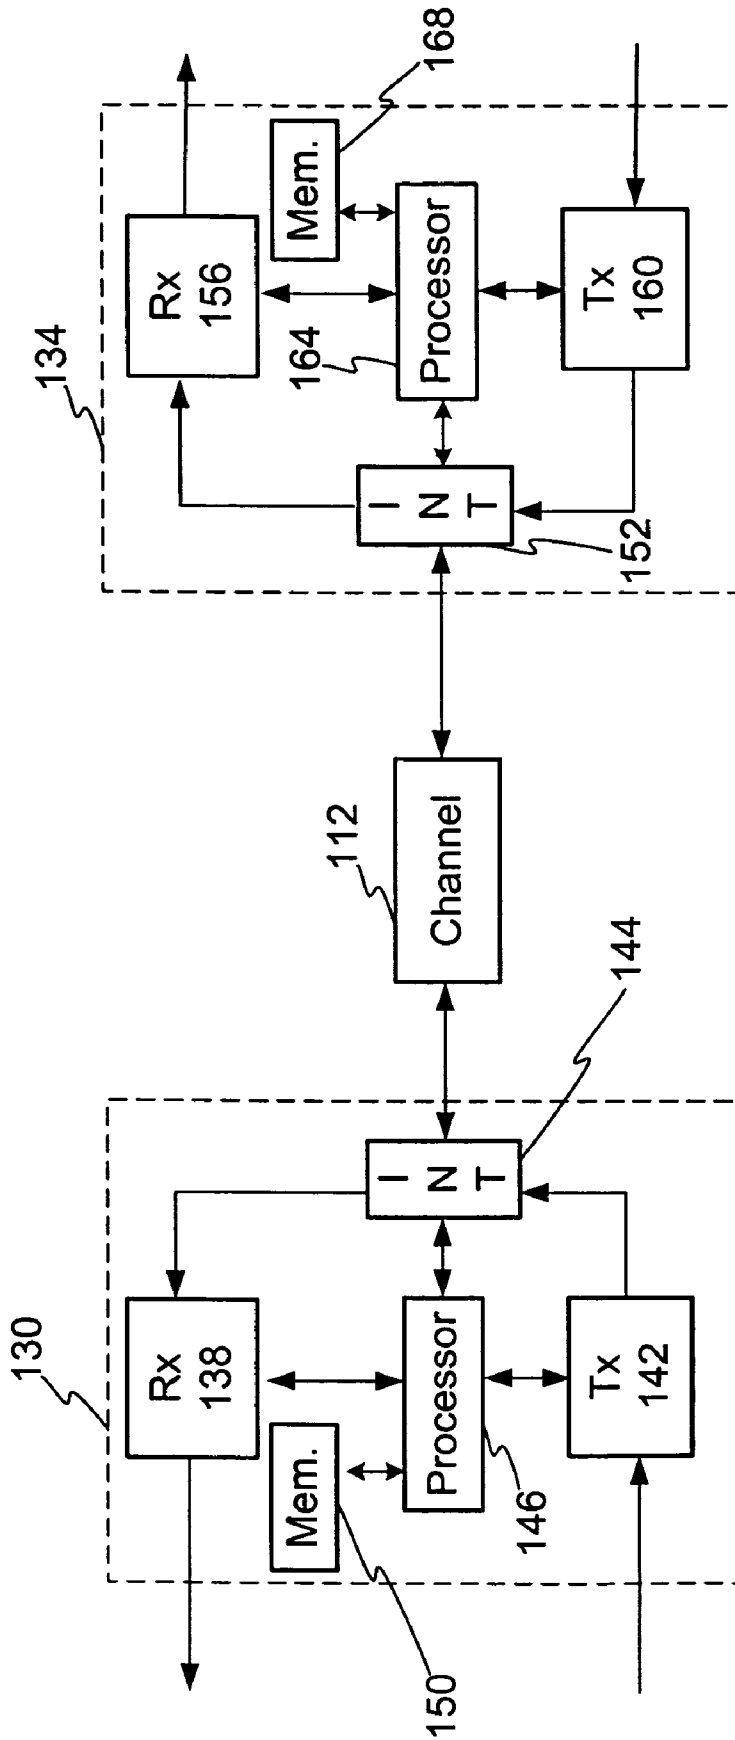 130
134
Rx
138
Rx
156
Mem.
150
Mem.
168
Processor
146
164
Processor
I
N
T
144
112
Channel
I
N
T
152
Tx
142
Tx
160